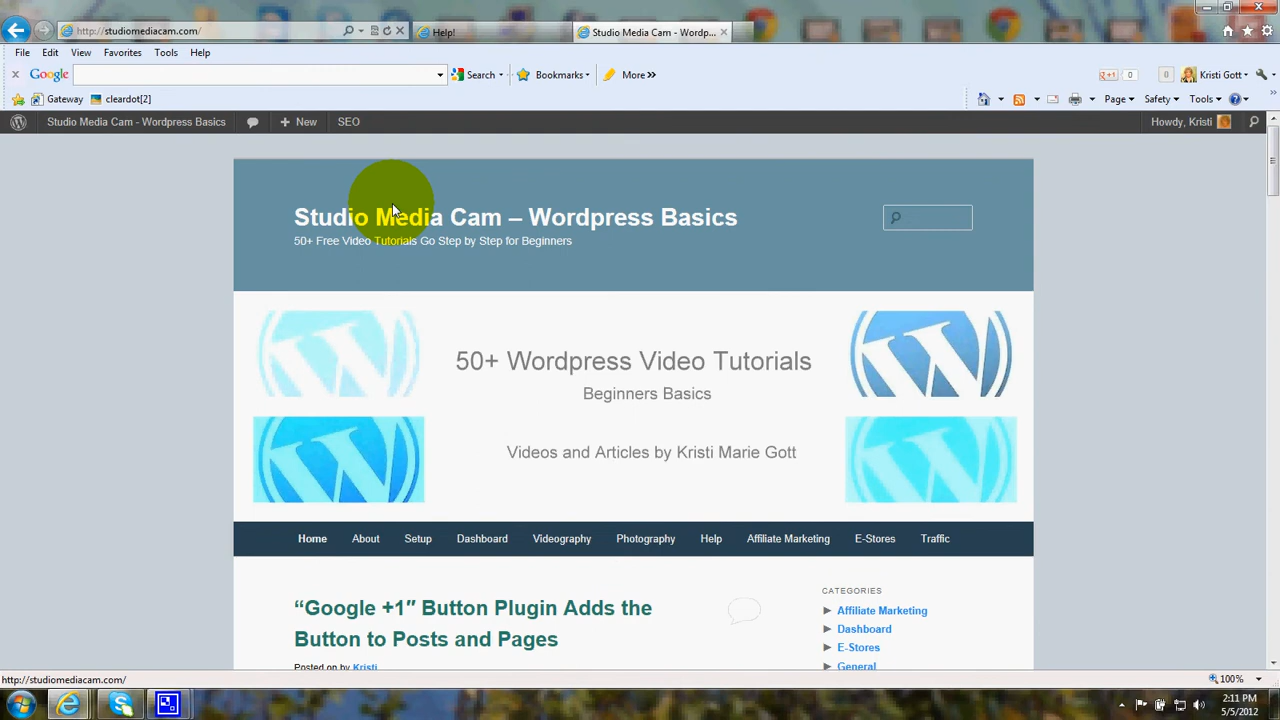 http://studiomediacam.com/
Help!
Studio Media Cam - Wordp...
File Edit View Favorites Tools Help
Google
Search
Bookmarks
More »
+1 0
0
Kristi Gott
Gateway
cleardot[2]
Page
Safety
Tools
Studio Media Cam - Wordpress Basics
+ New
SEO
Howdy, Kristi
Studio Media Cam – Wordpress Basics
50+ Free Video Tutorials Go Step by Step for Beginners
50+ Wordpress Video Tutorials
Beginners Basics
Videos and Articles by Kristi Marie Gott
Home About Setup Dashboard Videography Photography Help Affiliate Marketing E-Stores Traffic
“Google +1″ Button Plugin Adds the
Button to Posts and Pages
Posted on by Kristi
CATEGORIES
Affiliate Marketing
Dashboard
E-Stores
General
http://studiomediacam.com/
100%
2:11 PM
5/5/2012